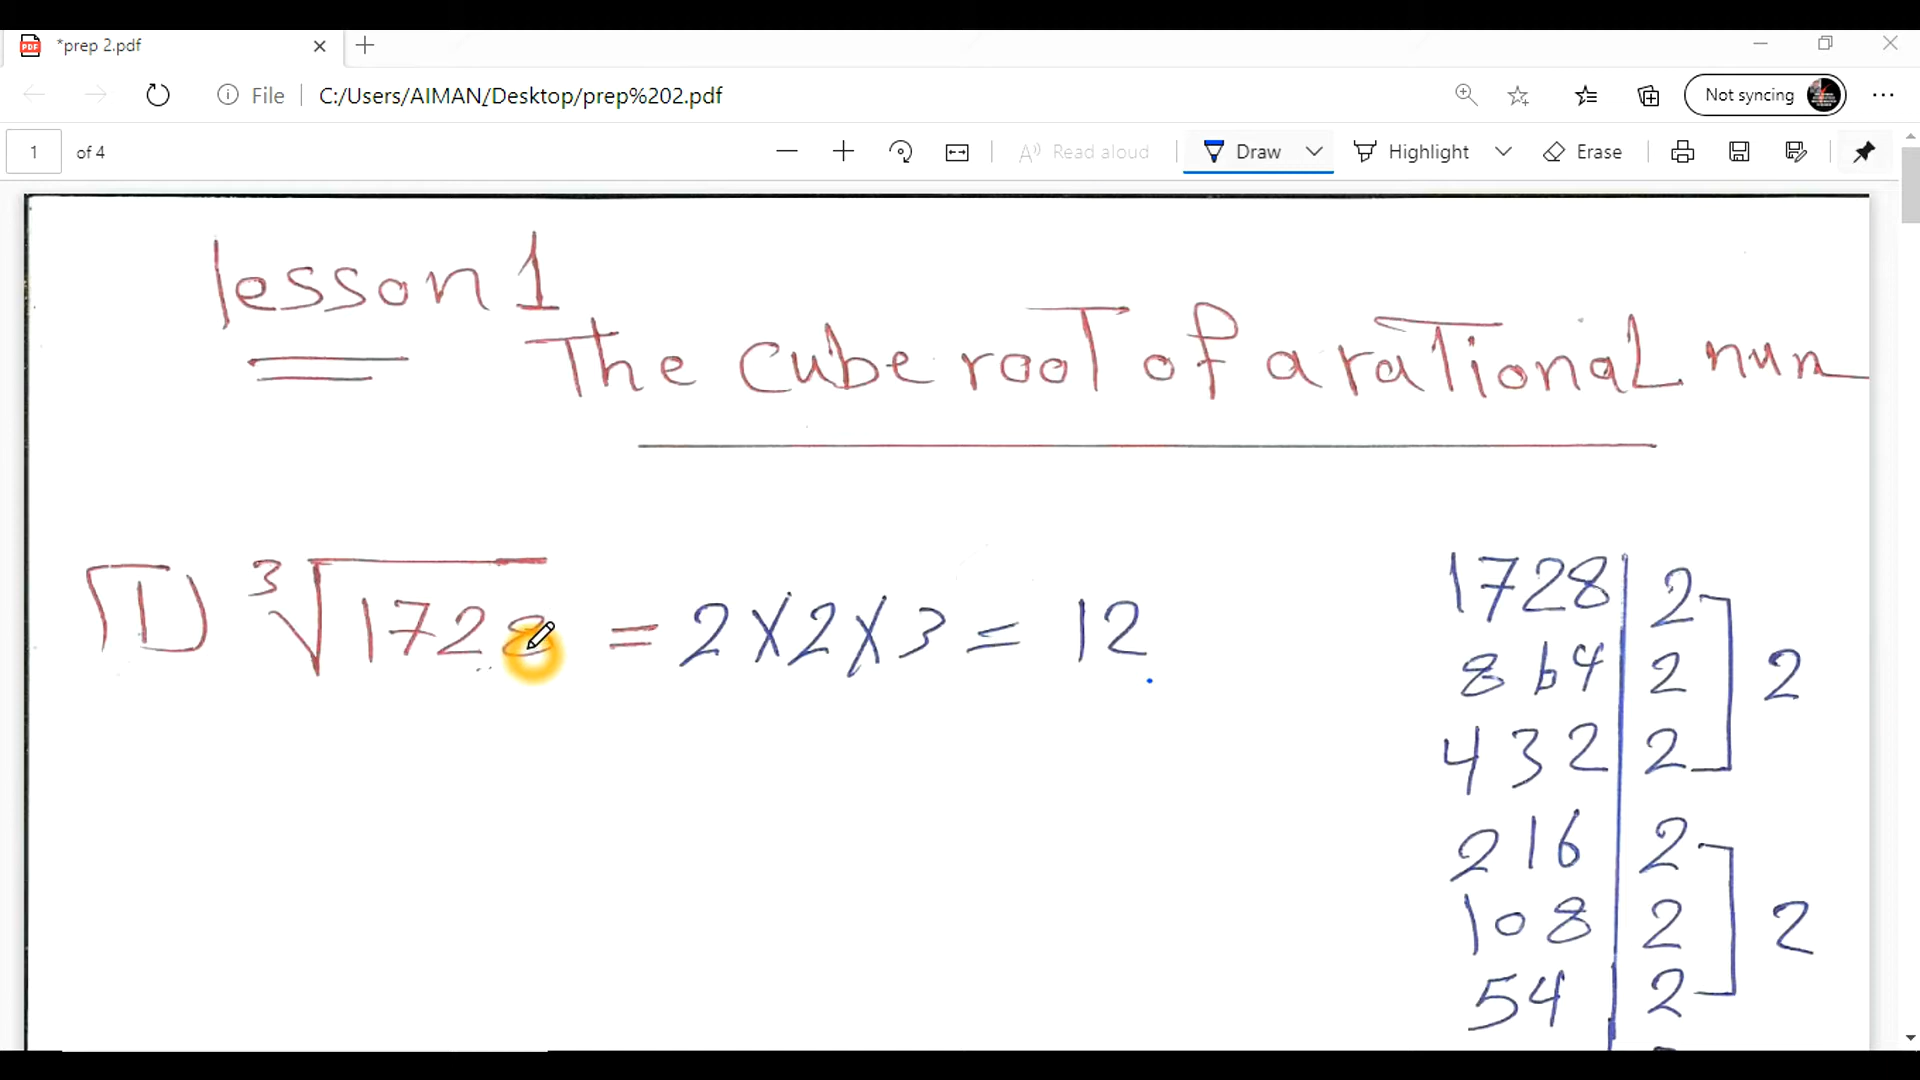 *prep 2.pdf
File C:/Users/AIMAN/Desktop/prep%202.pdf Not syncing
1 of 4 Read aloud Draw Highlight Erase
lesson 1
The cube root of a rational num
1 ³√1728 = 2 X 2 X 3 = 12
1728 | 2
864 | 2 2
432 | 2
216 | 2
108 | 2 2
54 | 2